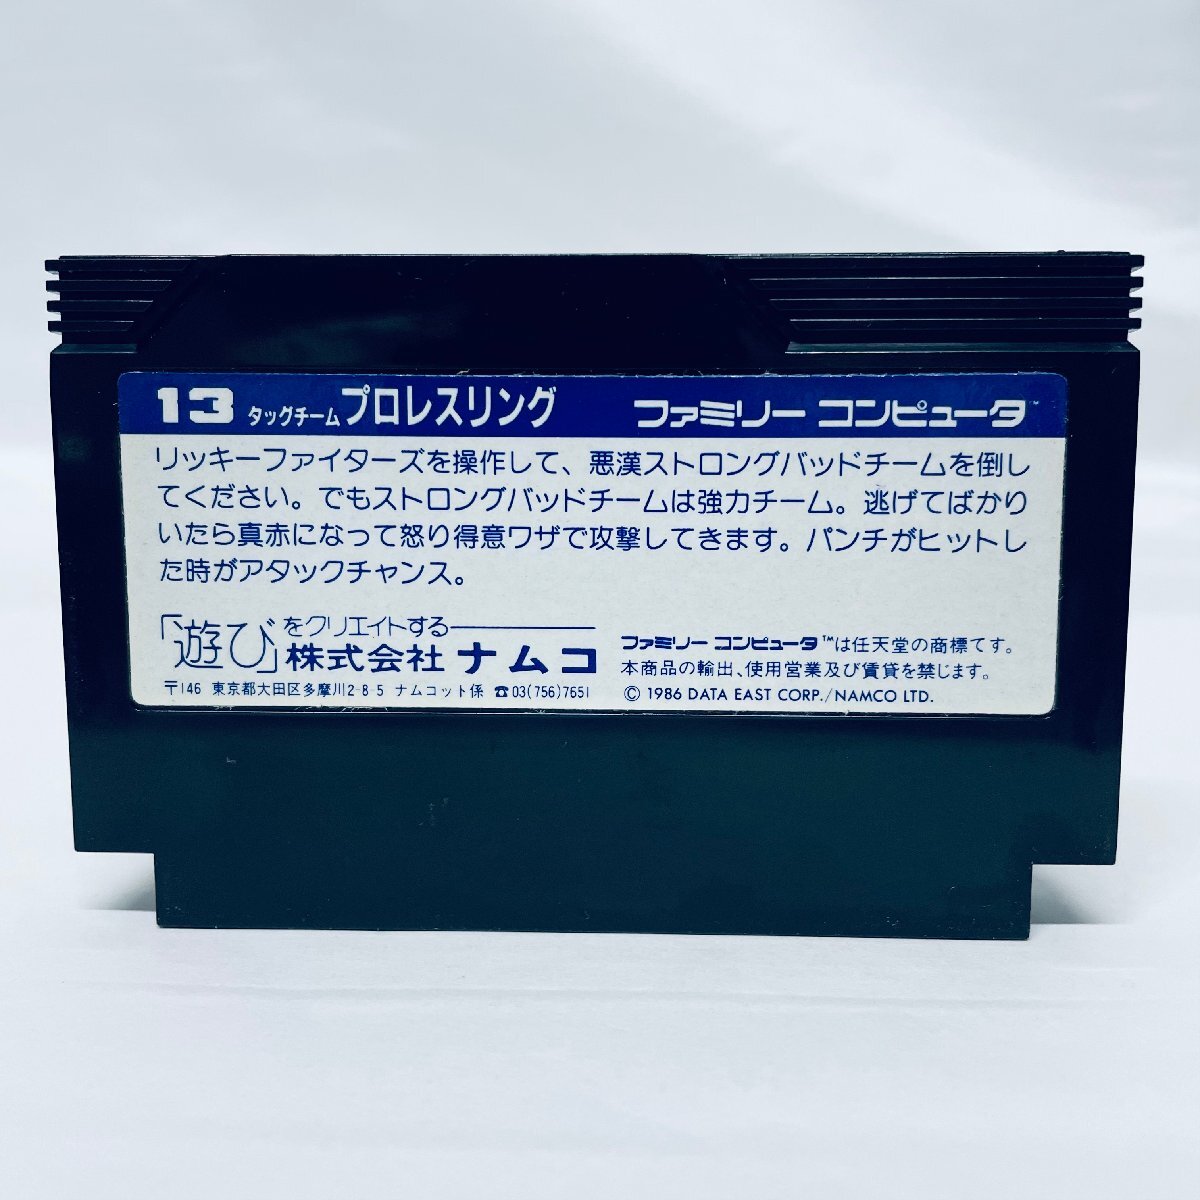 13 タッグチーム プロレスリング ファミリー コンピュータ™
リッキーファイターズを操作して、悪漢ストロングバッドチームを倒し
てください。でもストロングバッドチームは強力チーム。逃げてばかり
いたら真赤になって怒り得意ワザで攻撃してきます。パンチがヒットし
た時がアタックチャンス。
「遊び」をクリエイトする――
株式会社 ナムコ
〒146 東京都大田区多摩川2-8-5 ナムコット係 ☎03(756)7651
ファミリー コンピュータ™は任天堂の商標です。
本商品の輸出、使用営業及び賃貸を禁じます。
© 1986 DATA EAST CORP./NAMCO LTD.